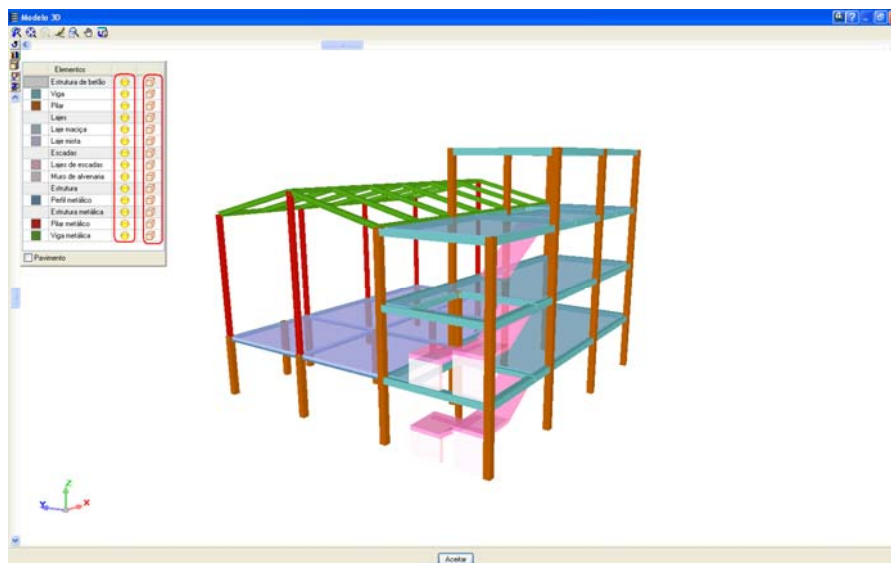 Modelo 3D
Elementos
Estrutura de betão
Viga
Pilar
Lajes
Laje maciça
Laje mista
Escadas
Lajes de escadas
Muro de alvenaria
Estrutura
Perfil metálico
Estrutura metálica
Pilar metálico
Viga metálica
Pavimento
Z
Y
X
Aceitar